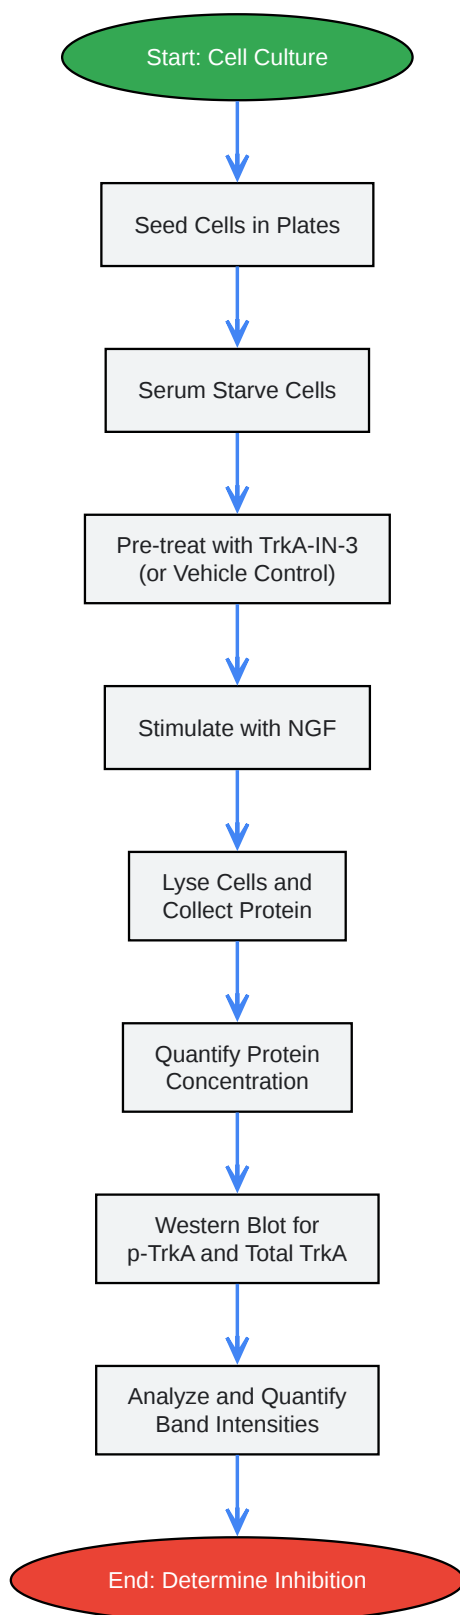 Start: Cell Culture
Seed Cells in Plates
Serum Starve Cells
Pre-treat with TrkA-IN-3
(or Vehicle Control)
Stimulate with NGF
Lyse Cells and
Collect Protein
Quantify Protein
Concentration
Western Blot for
p-TrkA and Total TrkA
Analyze and Quantify
Band Intensities
End: Determine Inhibition